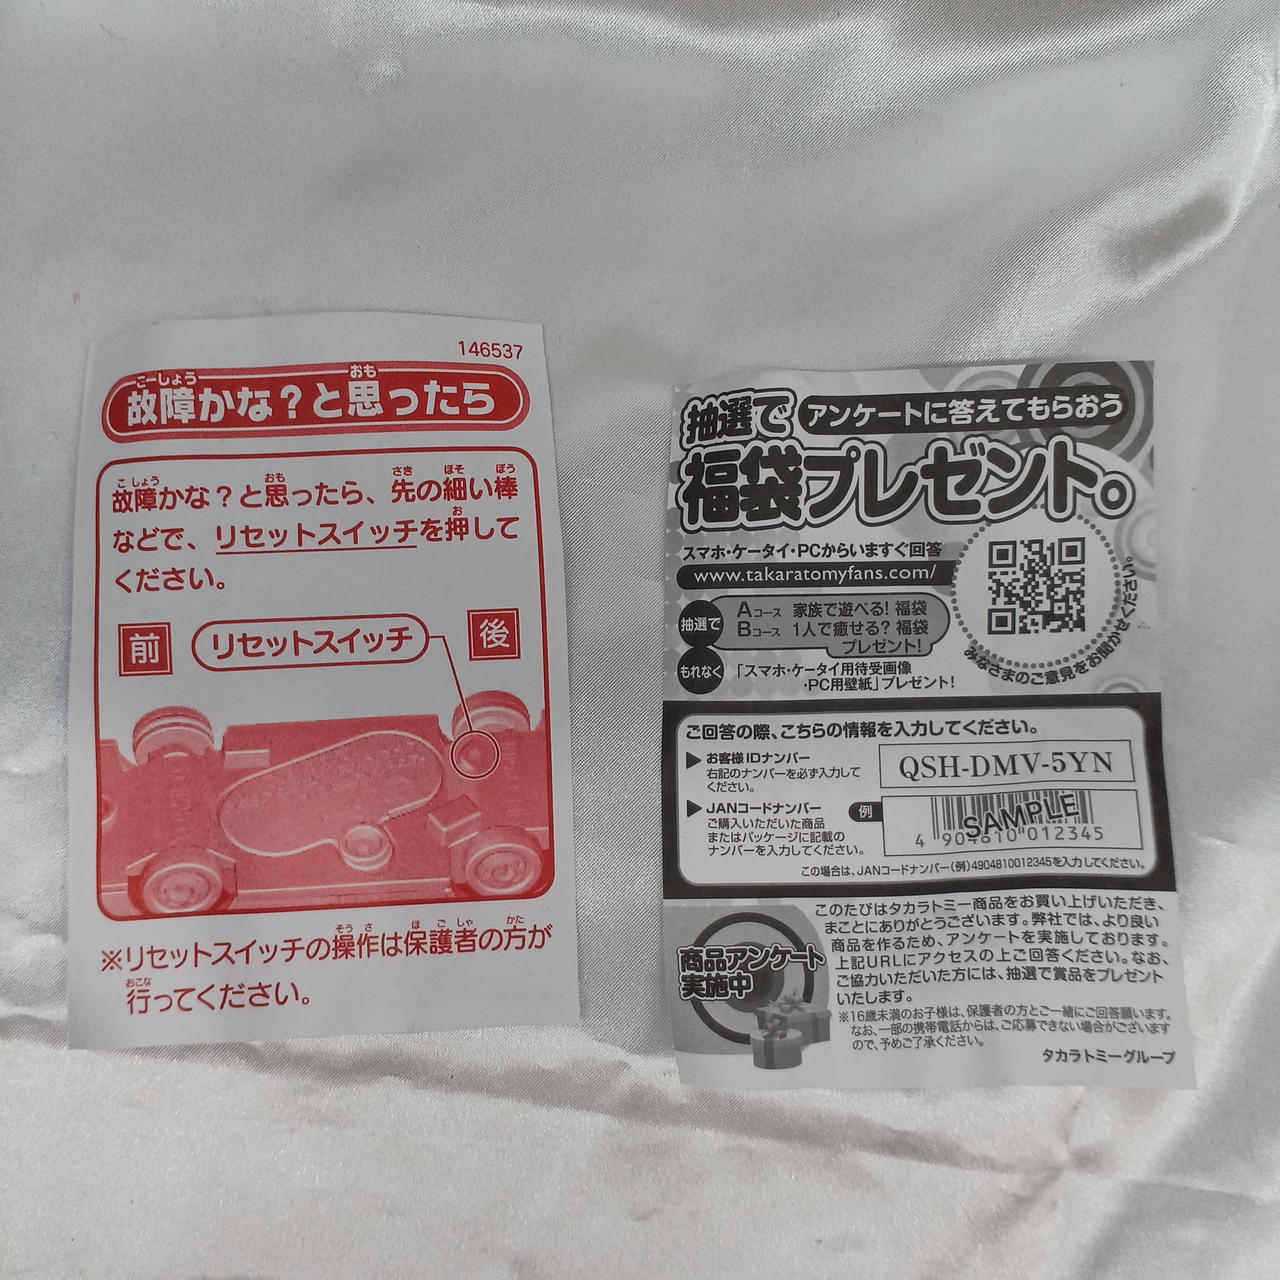 146537
故障かな？と思ったら
故障かな？と思ったら、先の細い棒
などで、リセットスイッチを押して
ください。
前
リセットスイッチ
後
※リセットスイッチの操作は保護者の方が
行ってください。
抽選で アンケートに答えてもらおう
福袋プレゼント。
スマホ・ケータイ・PCからいますぐ回答
www.takaratomyfans.com/
抽選で
Aコース 家族で遊べる! 福袋
Bコース 1人で癒せる? 福袋
プレゼント!
もれなく
「スマホ・ケータイ用待受画像
・PC用壁紙」プレゼント!
みなさまのご意見をお聞かせください。
ご回答の際、こちらの情報を入力してください。
▶ お客様IDナンバー
右記のナンバーを必ず入力して
ください。
QSH-DMV-5YN
▶ JANコードナンバー
ご購入いただいた商品
またはパッケージに記載の
ナンバーを入力してください。
例
SAMPLE
4 904810 012345
この場合は、JANコードナンバー(例)4904810012345を入力してください。
商品アンケート
実施中
このたびはタカラトミー商品をお買い上げいただき、
まことにありがとうございます。弊社では、より良い
商品を作るため、アンケートを実施しております。
上記URLにアクセスの上ご回答ください。なお、
ご協力いただいた方には、抽選で賞品をプレゼント
いたします。
※16歳未満のお子様は、保護者の方とご一緒にご回答願います。
なお、一部の携帯電話からは、ご応募できない場合がございます
ので、予めご了承ください。
タカラトミーグループ